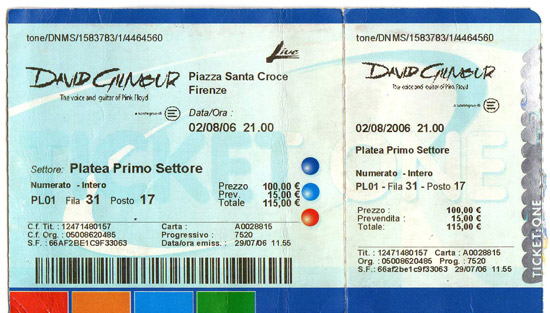 tone/DNMS/1583783/1/4464560
Live
DAVID GILMOUR
The voice and guitar of Pink Floyd
Piazza Santa Croce
Firenze
Data/Ora :
02/08/06 21.00
Settore: Platea Primo Settore
Numerato - Intero
PL01 Fila 31 Posto 17
Prezzo 100,00 €
Prev. 15,00 €
Totale 115,00 €
C.f. Tit. : 12471480157 Carta : A0028815
C.f. Org. : 05008620485 Progressivo : 7520
S.F. : 66AF2BE1C9F33063 Data/ora emiss. : 29/07/06 11.55
TICKET ONE
tone/DNMS/1583783/1/4464560
DAVID GILMOUR
The voice and guitar of Pink Floyd
02/08/2006 21.00
Platea Primo Settore
Numerato - Intero
PL01 - Fila 31 - Posto 17
Prezzo : 100,00 €
Prevendita : 15,00 €
Totale: 115,00 €
Tit. : 12471480157 Carta : A0028815
Org. : 05008620485 Prog. : 7520
S.F. : 66af2be1c9f33063 29/07/06 11.55
TICKET ONE